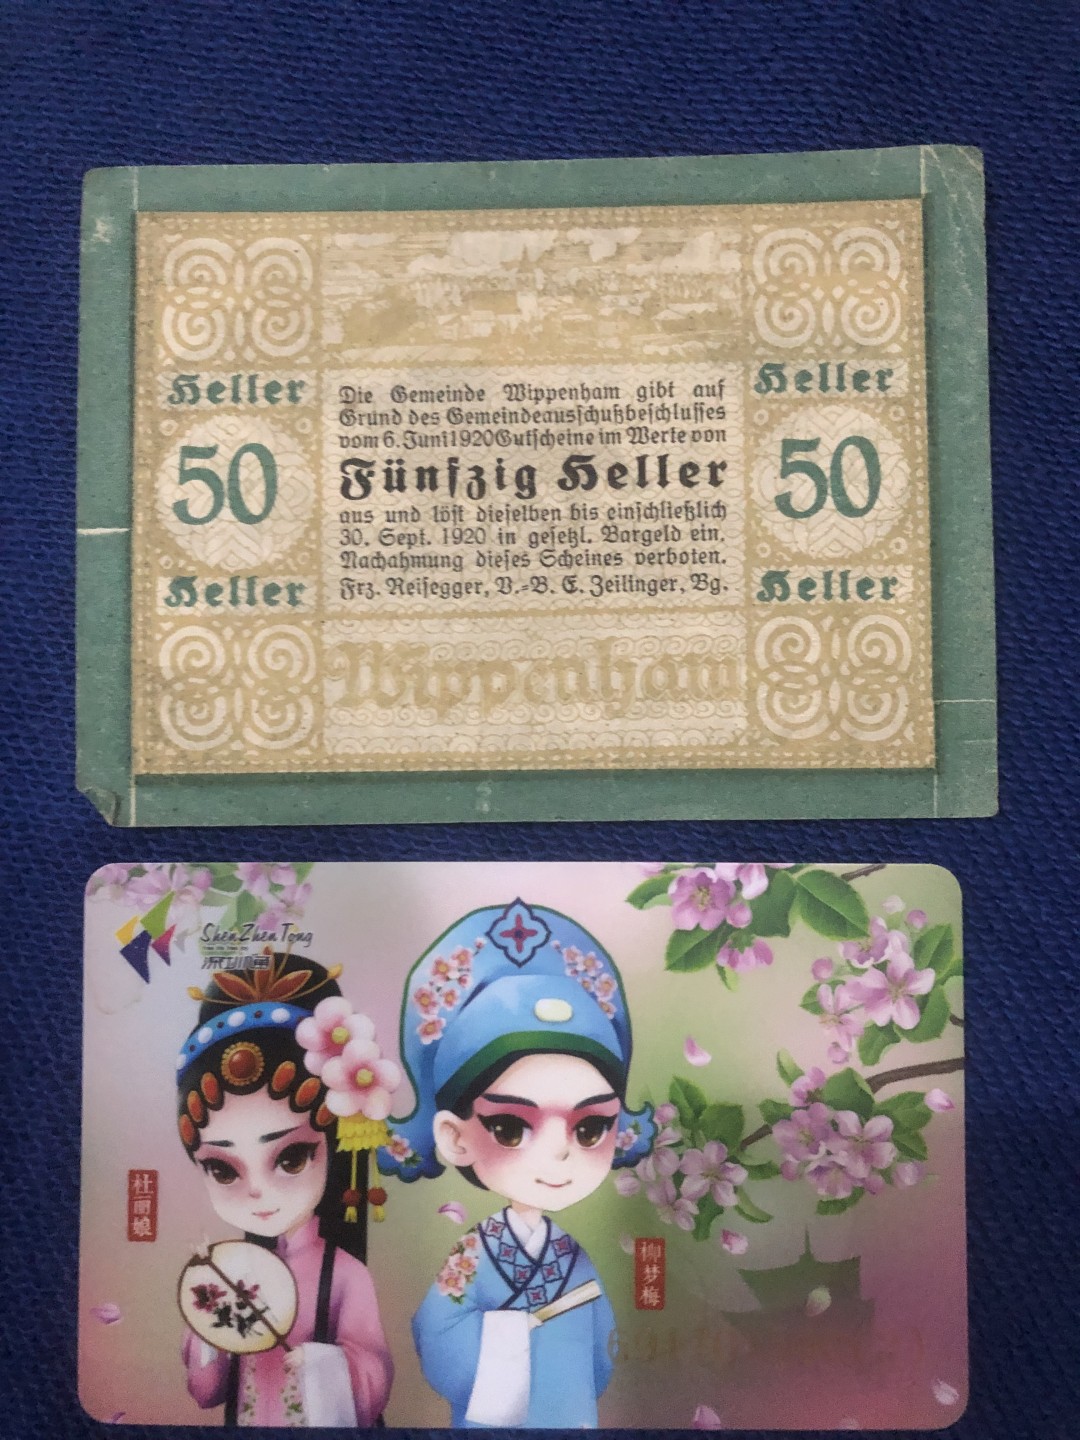 Heller
50
Heller
Die Gemeinde Wippenham gibt auf
Grund des Gemeindeausschußbeschlusses
vom 6. Juni 1920 Gutscheine im Werte von
Fünfzig Heller
aus und löst dieselben bis einschließlich
30. Sept. 1920 in gesetzl. Bargeld ein.
Nachahmung dieses Scheines verboten.
Frz. Reisegger, V.-B. E. Zeilinger, Bg.
Wippenham
Heller
50
Heller
ShenZhenTong
深圳通
杜丽娘
柳梦梅